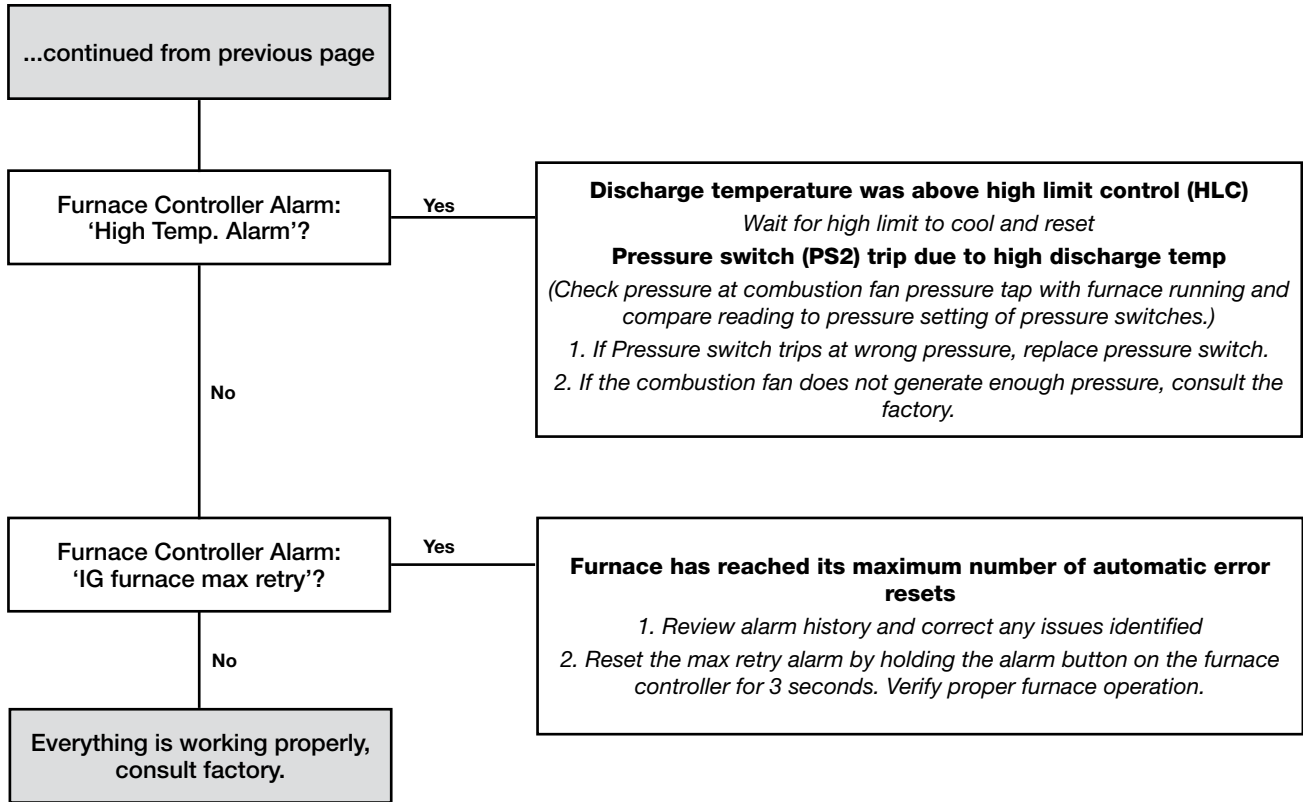 ...continued from previous page
Furnace Controller Alarm:
‘High Temp. Alarm’?
Yes
Discharge temperature was above high limit control (HLC)
Wait for high limit to cool and reset
Pressure switch (PS2) trip due to high discharge temp
(Check pressure at combustion fan pressure tap with furnace running and
compare reading to pressure setting of pressure switches.)
1. If Pressure switch trips at wrong pressure, replace pressure switch.
2. If the combustion fan does not generate enough pressure, consult the
factory.
No
Furnace Controller Alarm:
‘IG furnace max retry’?
Yes
Furnace has reached its maximum number of automatic error
resets
1. Review alarm history and correct any issues identified
2. Reset the max retry alarm by holding the alarm button on the furnace
controller for 3 seconds. Verify proper furnace operation.
No
Everything is working properly,
consult factory.